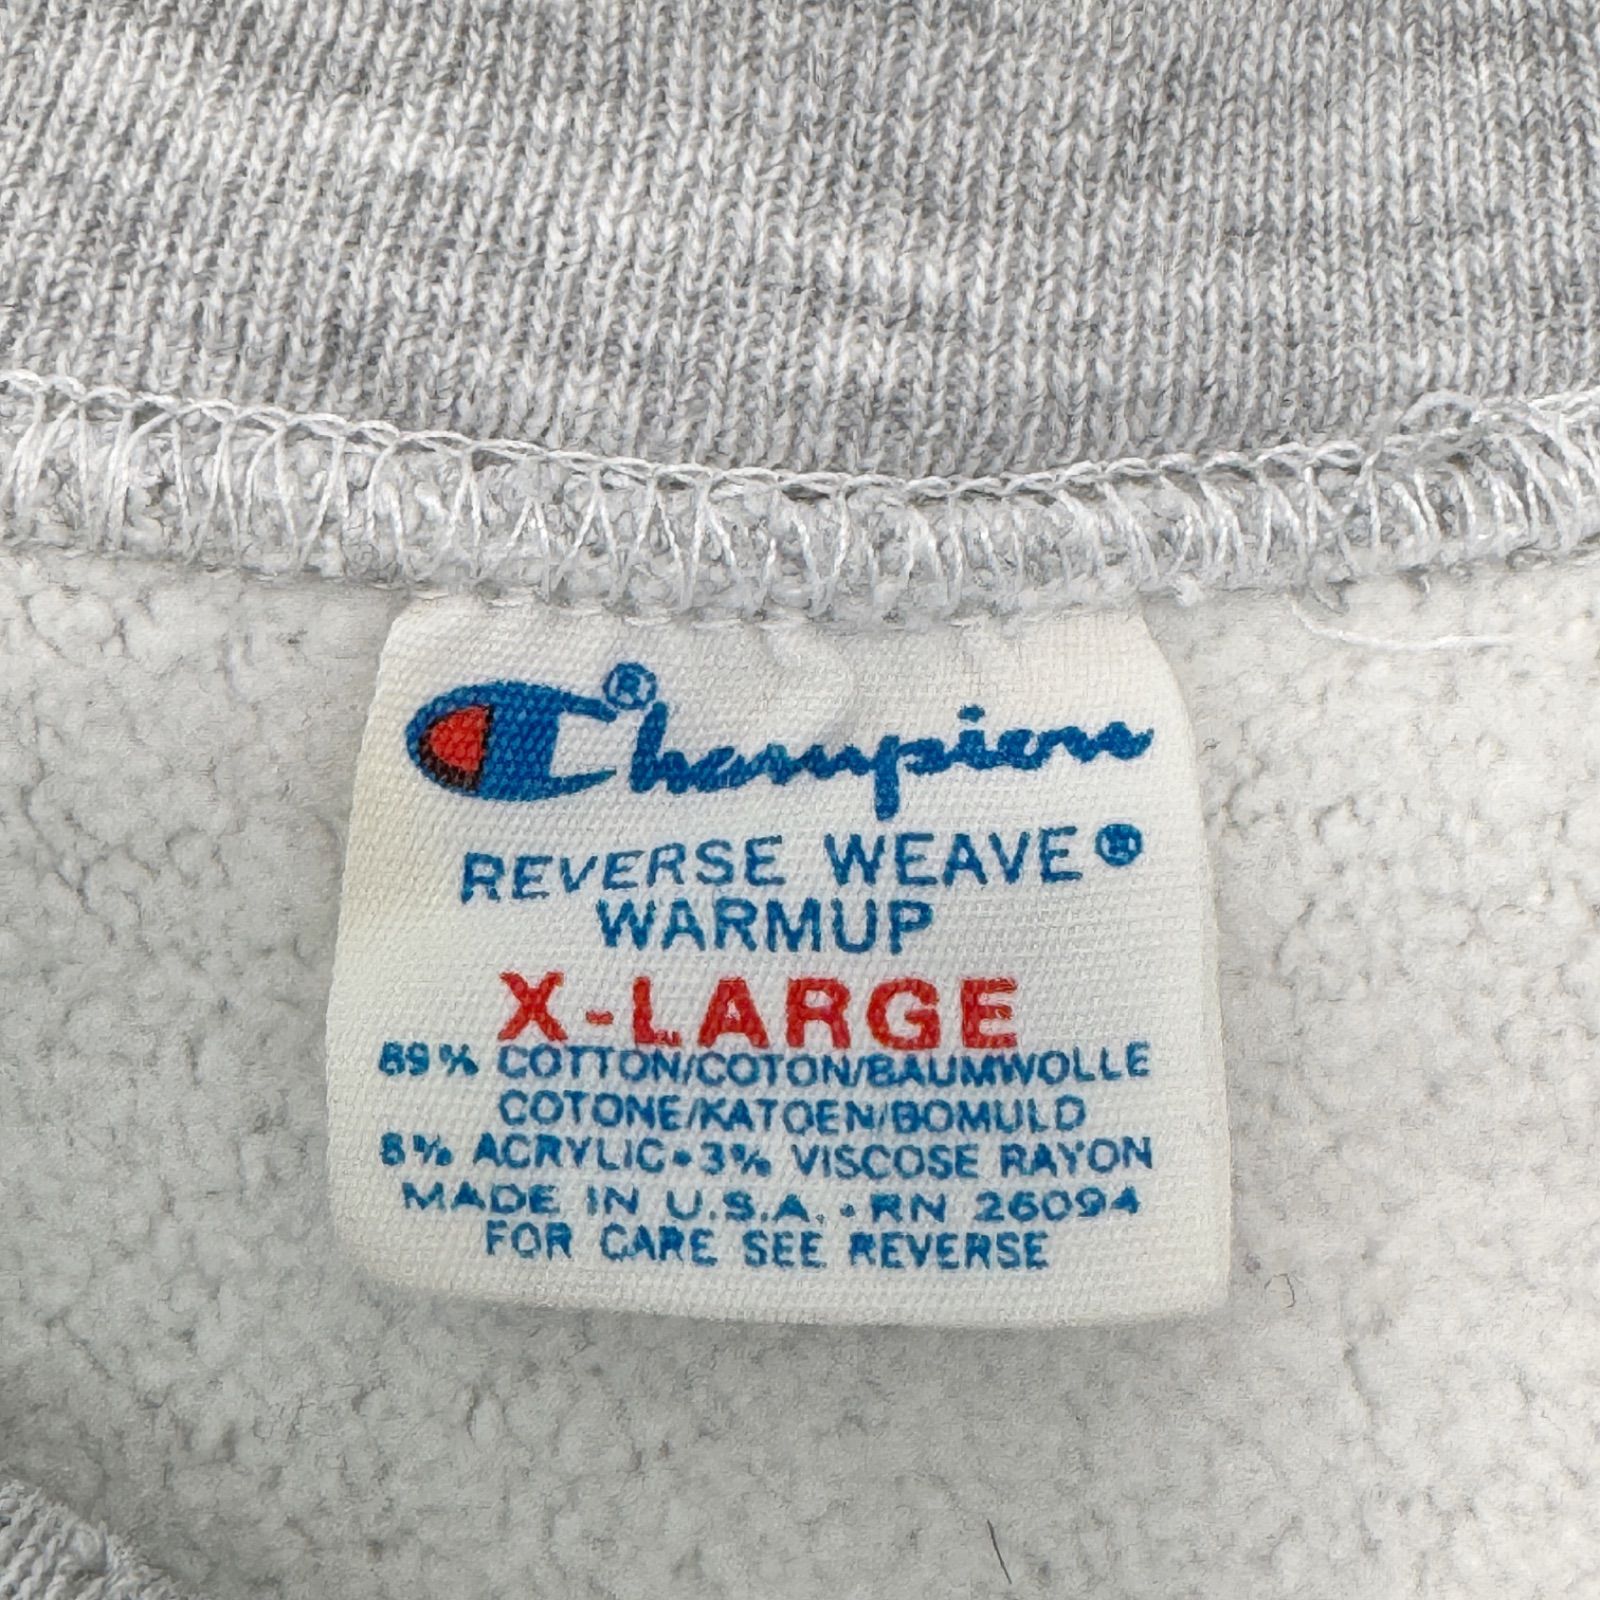 Champion®
REVERSE WEAVE®
WARMUP
X-LARGE
89% COTTON/COTON/BAUMWOLLE
COTONE/KATOEN/BOMULD
8% ACRYLIC•3% VISCOSE RAYON
MADE IN U.S.A. • RN 26094
FOR CARE SEE REVERSE